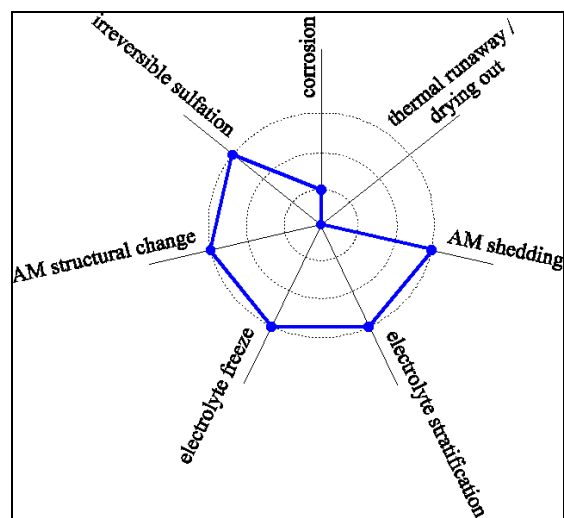 irreversible sulfation
corrosion
thermal runaway /
drying out
AM structural change
AM shedding
electrolyte freeze
electrolyte stratification